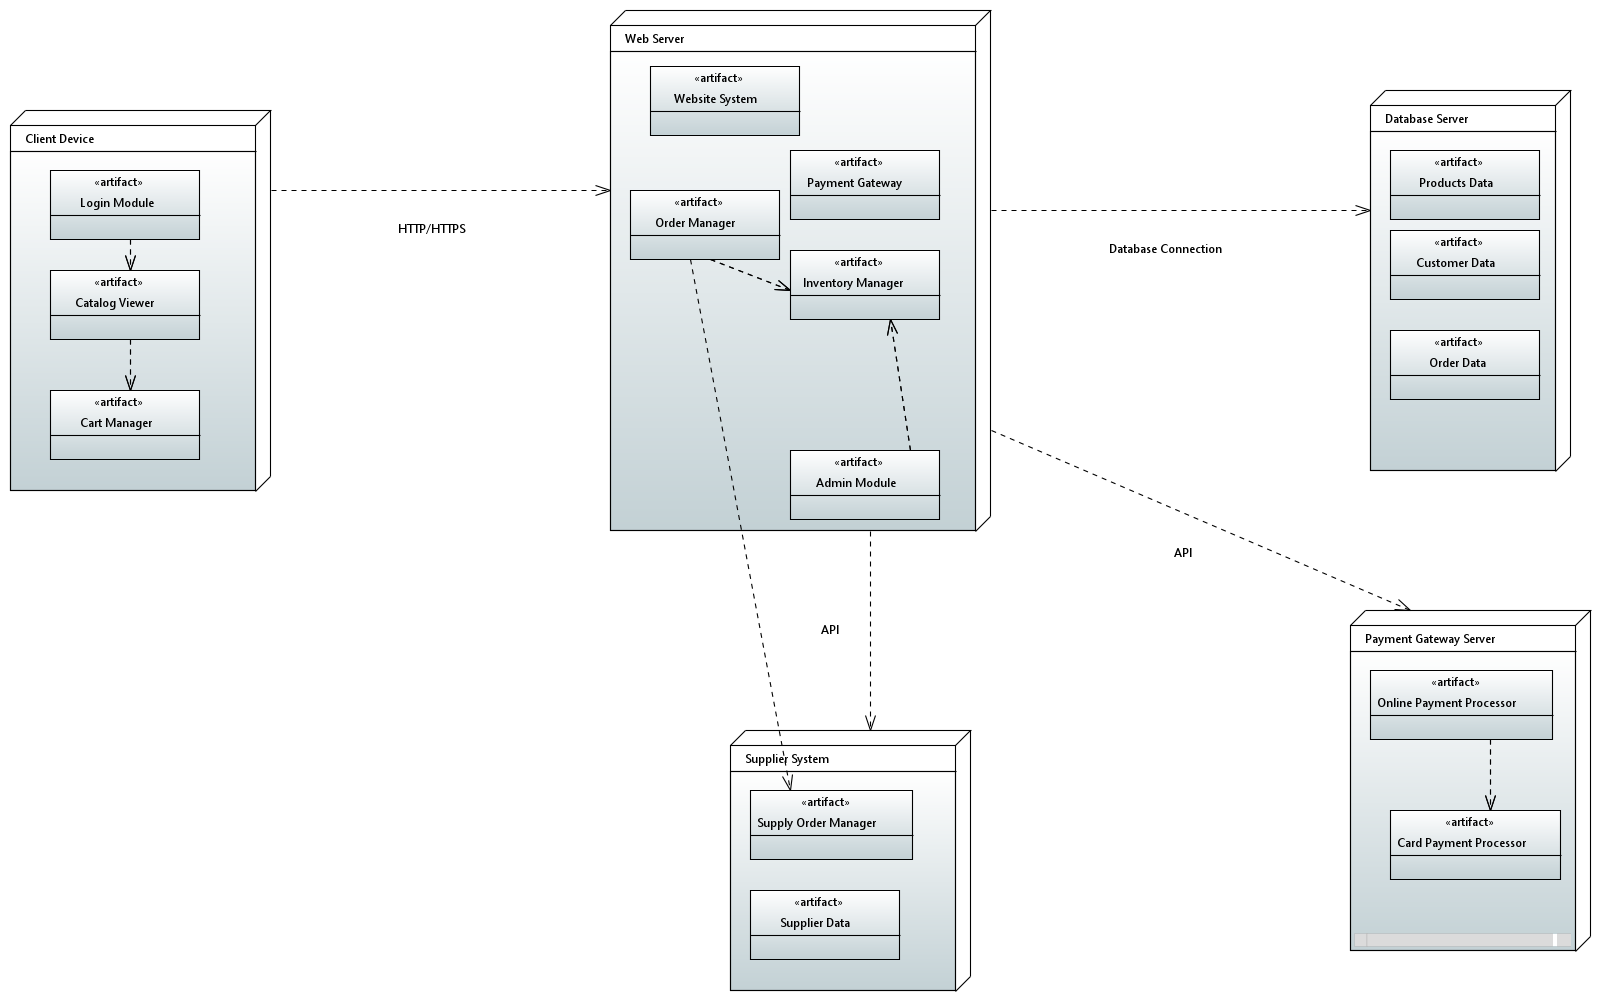 Client Device
«artifact»
Login Module
«artifact»
Catalog Viewer
«artifact»
Cart Manager
HTTP/HTTPS
Web Server
«artifact»
Website System
«artifact»
Payment Gateway
«artifact»
Order Manager
«artifact»
Inventory Manager
«artifact»
Admin Module
Database Connection
Database Server
«artifact»
Products Data
«artifact»
Customer Data
«artifact»
Order Data
API
API
Supplier System
«artifact»
Supply Order Manager
«artifact»
Supplier Data
Payment Gateway Server
«artifact»
Online Payment Processor
«artifact»
Card Payment Processor